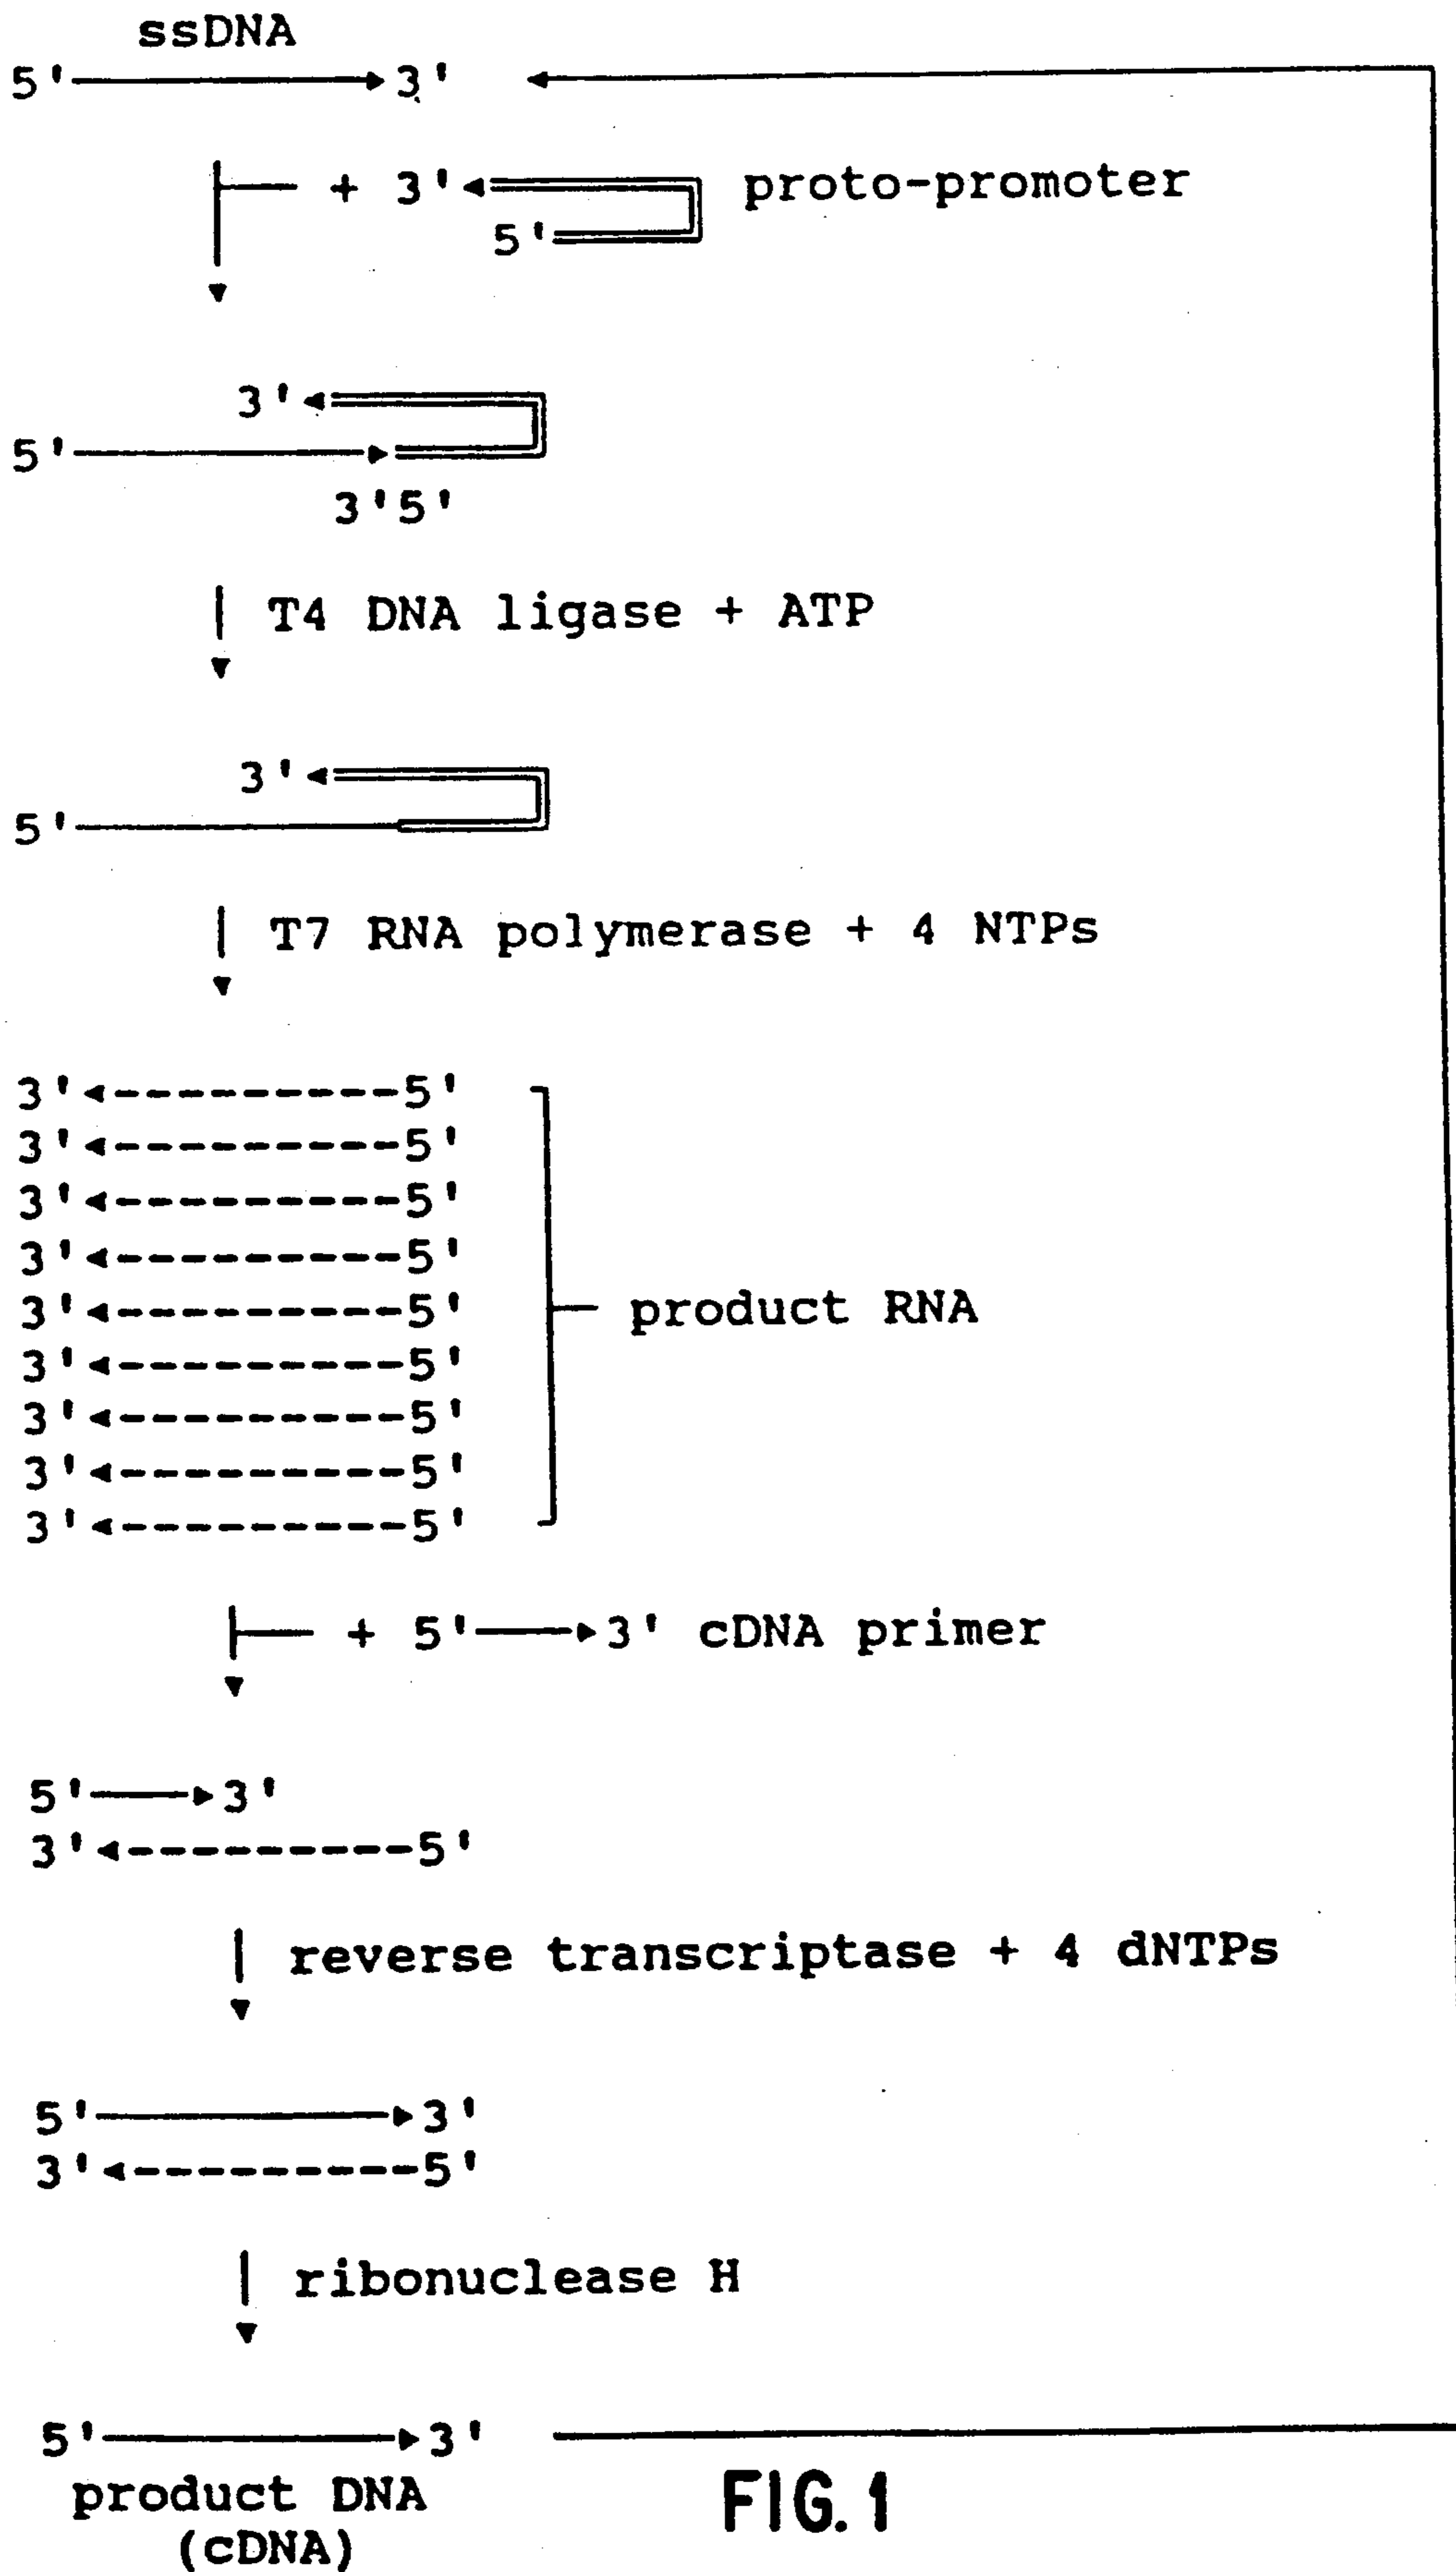 ssDNA
5' 3'
+ 3' proto-promoter
5'
3'
5'
3'5'
T4 DNA ligase + ATP
3'
5'
T7 RNA polymerase + 4 NTPs
3' 5'
3' 5'
3' 5'
3' 5'
3' 5' product RNA
3' 5'
3' 5'
3' 5'
3' 5'
+ 5' 3' cDNA primer
5' 3'
3' 5'
reverse transcriptase + 4 dNTPs
5' 3'
3' 5'
ribonuclease H
5' 3'
product DNA
(cDNA)
FIG. 1